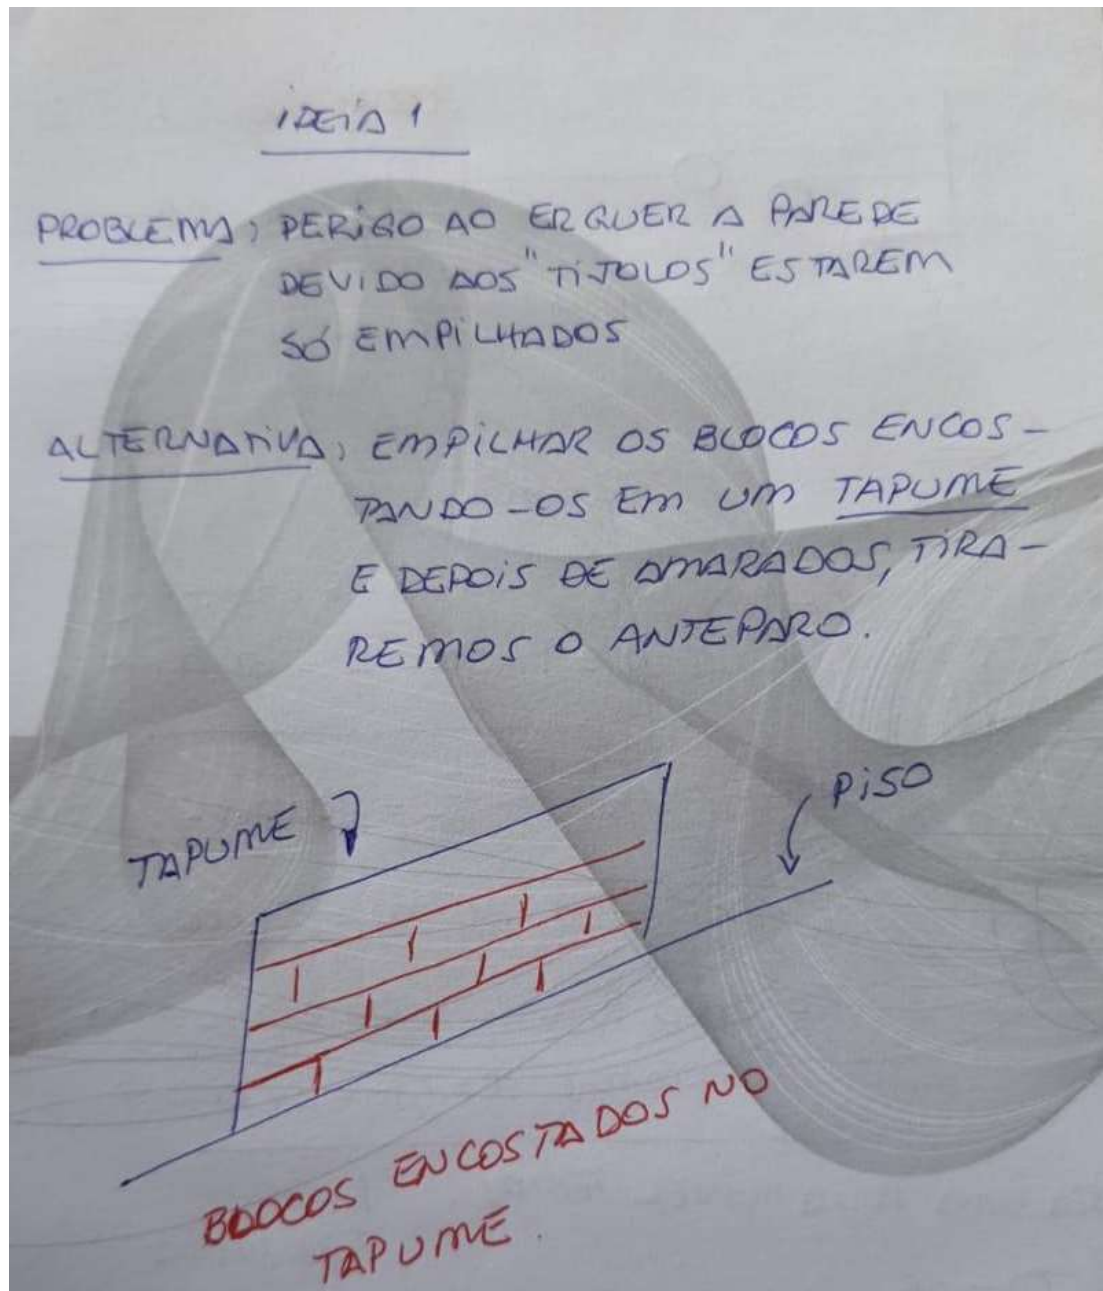 IDEIA 1
PROBLEMA: PERIGO AO ERGUER A PAREDE
DEVIDO AOS "TIJOLOS" ESTAREM
SÓ EMPILHADOS
ALTERNATIVA: EMPILHAR OS BLOCOS ENCOS-
TANDO-OS EM UM TAPUME
E DEPOIS DE AMARADOS, TIRA-
REMOS O ANTEPARO.
PISO
TAPUME
BLOCOS ENCOSTADOS NO
TAPUME.